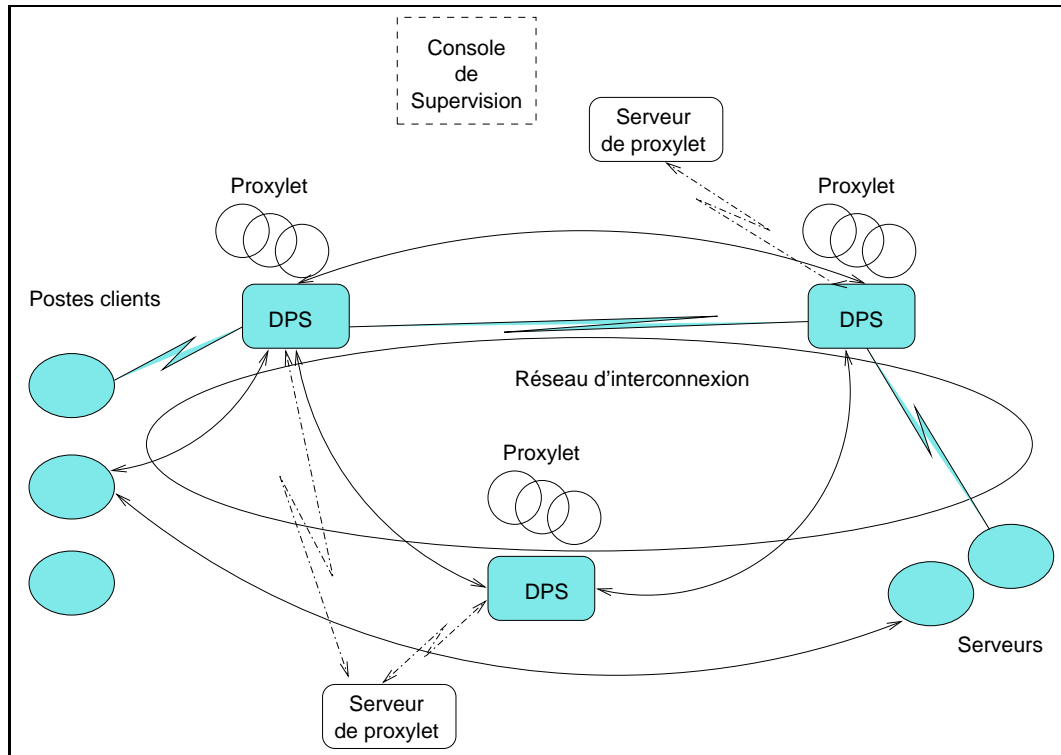 Console
de
Supervision
Serveur
de proxylet
Proxylet
Proxylet
Postes clients
DPS
DPS
Réseau d'interconnexion
Proxylet
DPS
Serveurs
Serveur
de proxylet